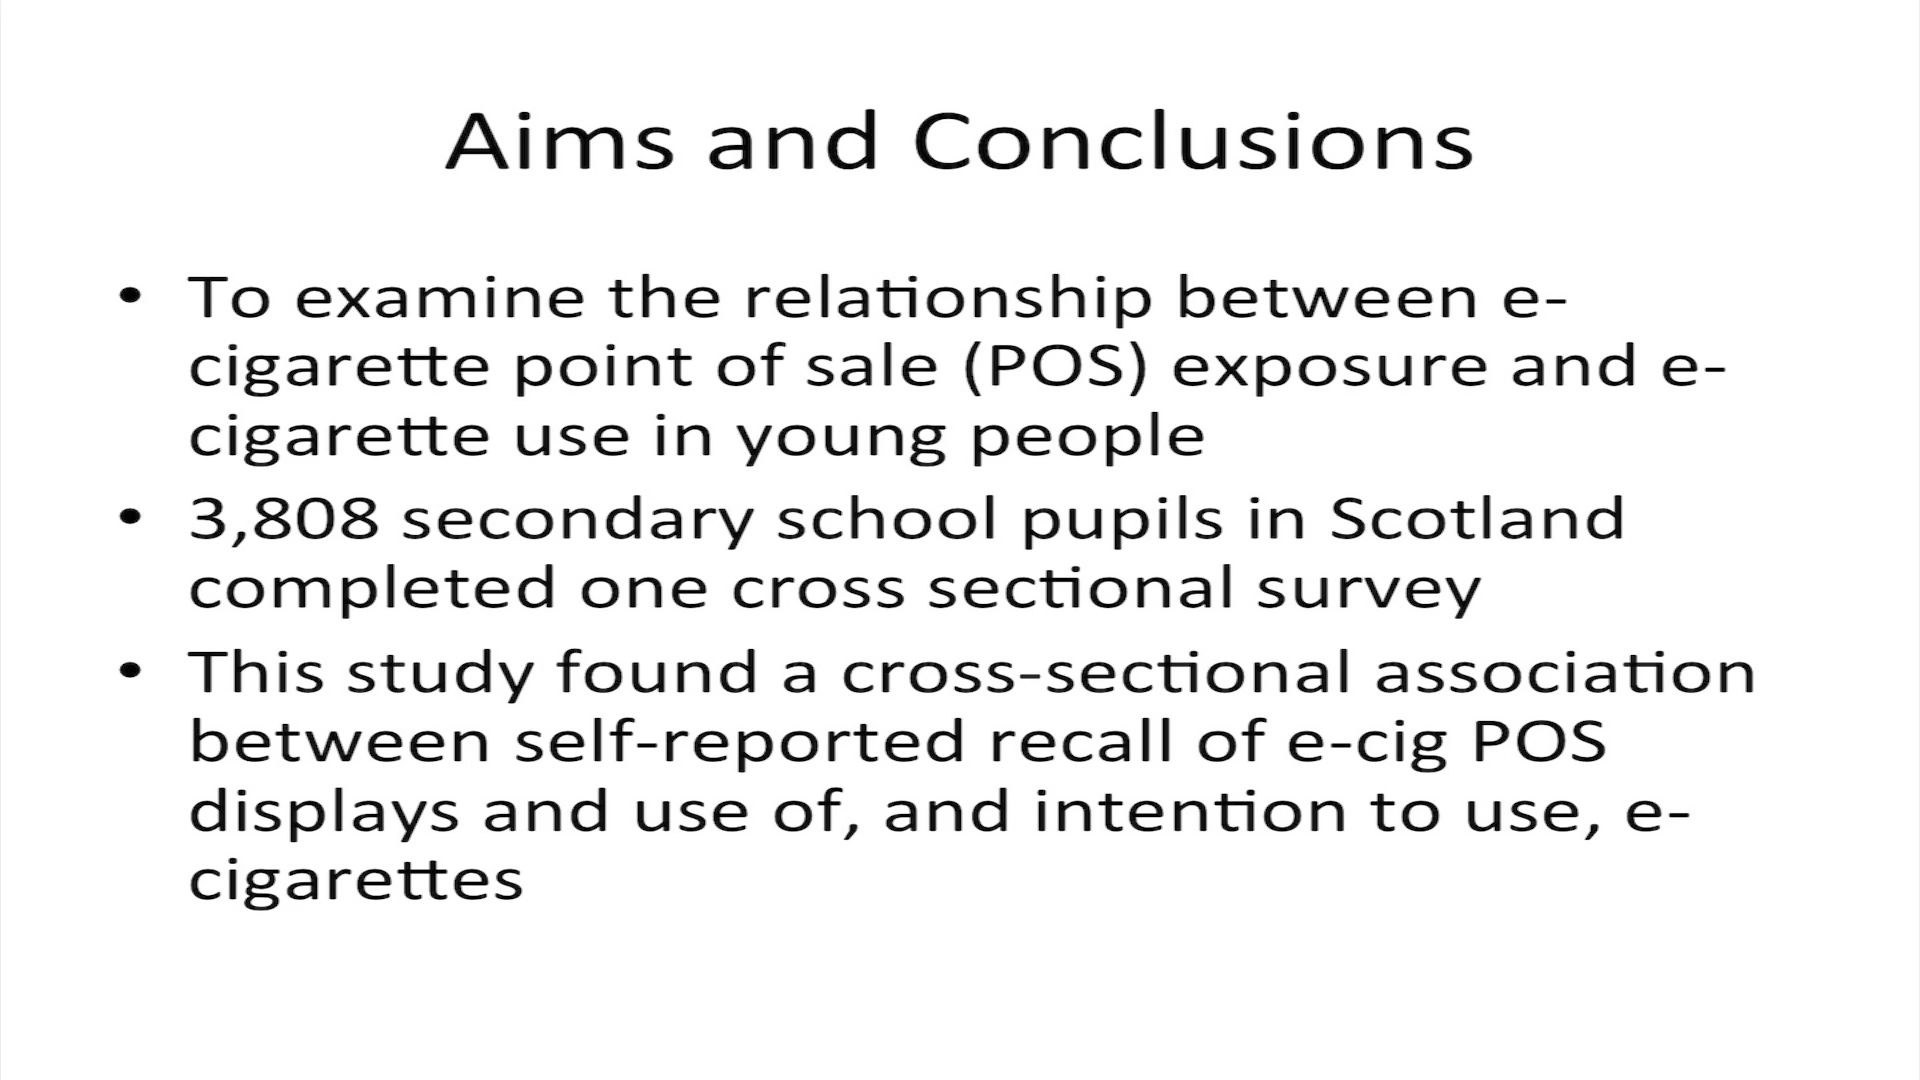 Aims and Conclusions
• To examine the relationship between e-
cigarette point of sale (POS) exposure and e-
cigarette use in young people
• 3,808 secondary school pupils in Scotland
completed one cross sectional survey
• This study found a cross-sectional association
between self-reported recall of e-cig POS
displays and use of, and intention to use, e-
cigarettes